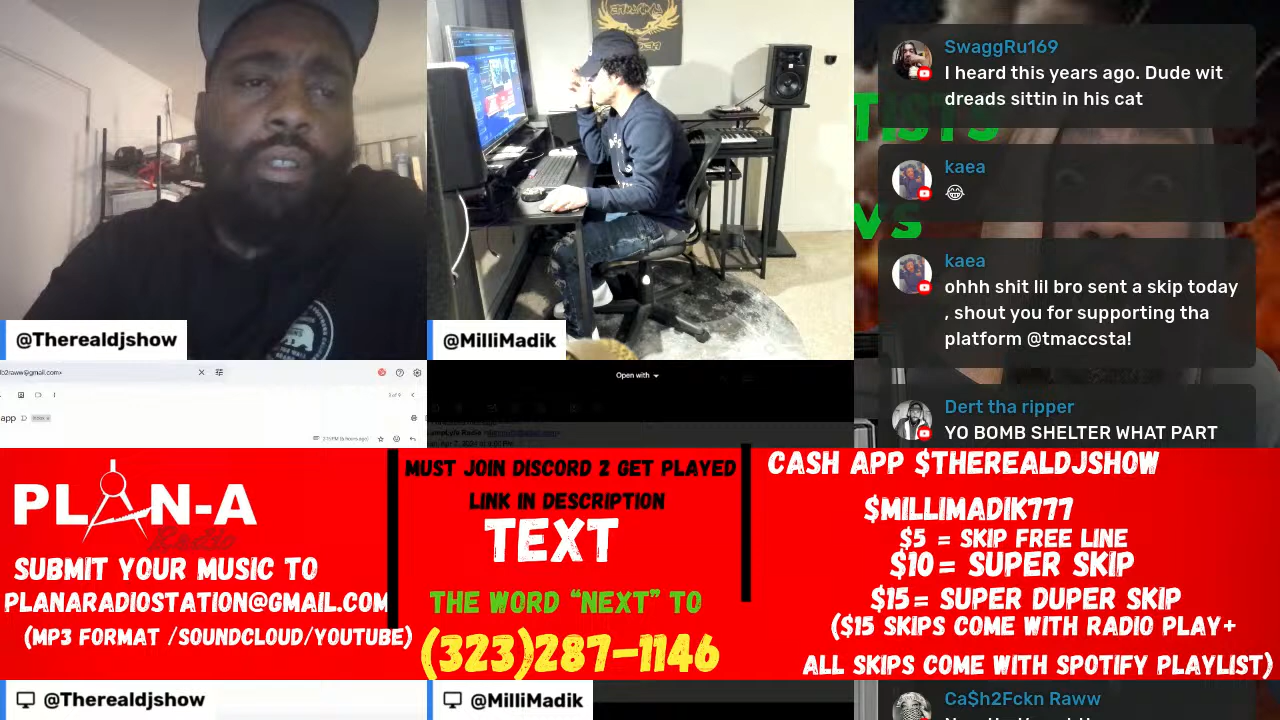 SwaggRu169
I heard this years ago. Dude wit
dreads sittin in his cat
kaea
😂
kaea
ohhh shit lil bro sent a skip today
, shout you for supporting tha
platform @tmaccsta!
Dert tha ripper
YO BOMB SHELTER WHAT PART
@Therealdjshow
@MilliMadik
b2raww@gmail.com>
app
Open with
PLAN-A
Radio
SUBMIT YOUR MUSIC TO
PLANARADIOSTATION@GMAIL.COM
(MP3 FORMAT /SOUNDCLOUD/YOUTUBE)
MUST JOIN DISCORD 2 GET PLAYED
LINK IN DESCRIPTION
TEXT
THE WORD “NEXT” TO
(323)287-1146
CASH APP $THEREALDJSHOW
$MILLIMADIK777
$5 = SKIP FREE LINE
$10= SUPER SKIP
$15= SUPER DUPER SKIP
($15 SKIPS COME WITH RADIO PLAY+
ALL SKIPS COME WITH SPOTIFY PLAYLIST)
@Therealdjshow
@MilliMadik
Ca$h2Fckn Raww